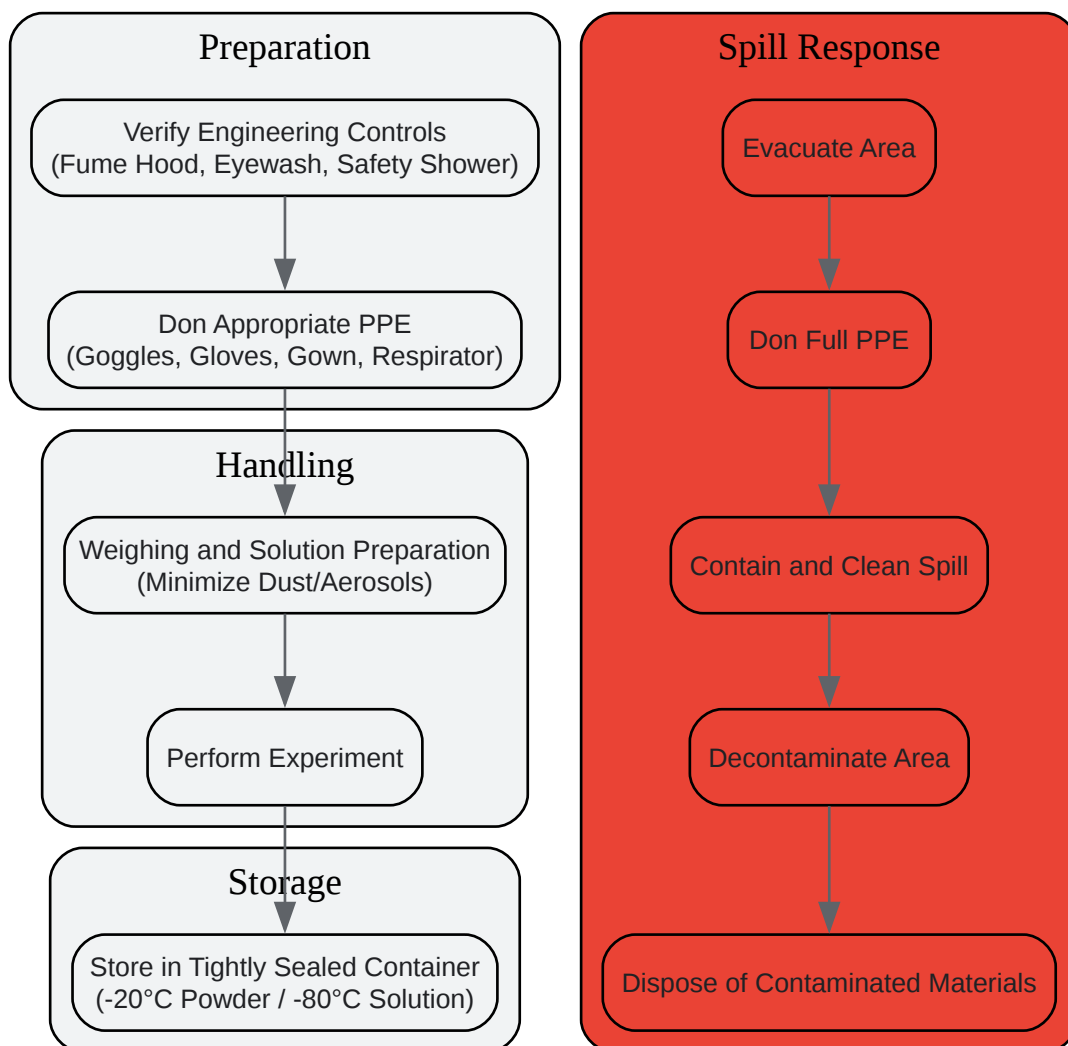 Preparation
Verify Engineering Controls
(Fume Hood, Eyewash, Safety Shower)
Don Appropriate PPE
(Goggles, Gloves, Gown, Respirator)
Handling
Weighing and Solution Preparation
(Minimize Dust/Aerosols)
Perform Experiment
Storage
Store in Tightly Sealed Container
(-20°C Powder / -80°C Solution)
Spill Response
Evacuate Area
Don Full PPE
Contain and Clean Spill
Decontaminate Area
Dispose of Contaminated Materials